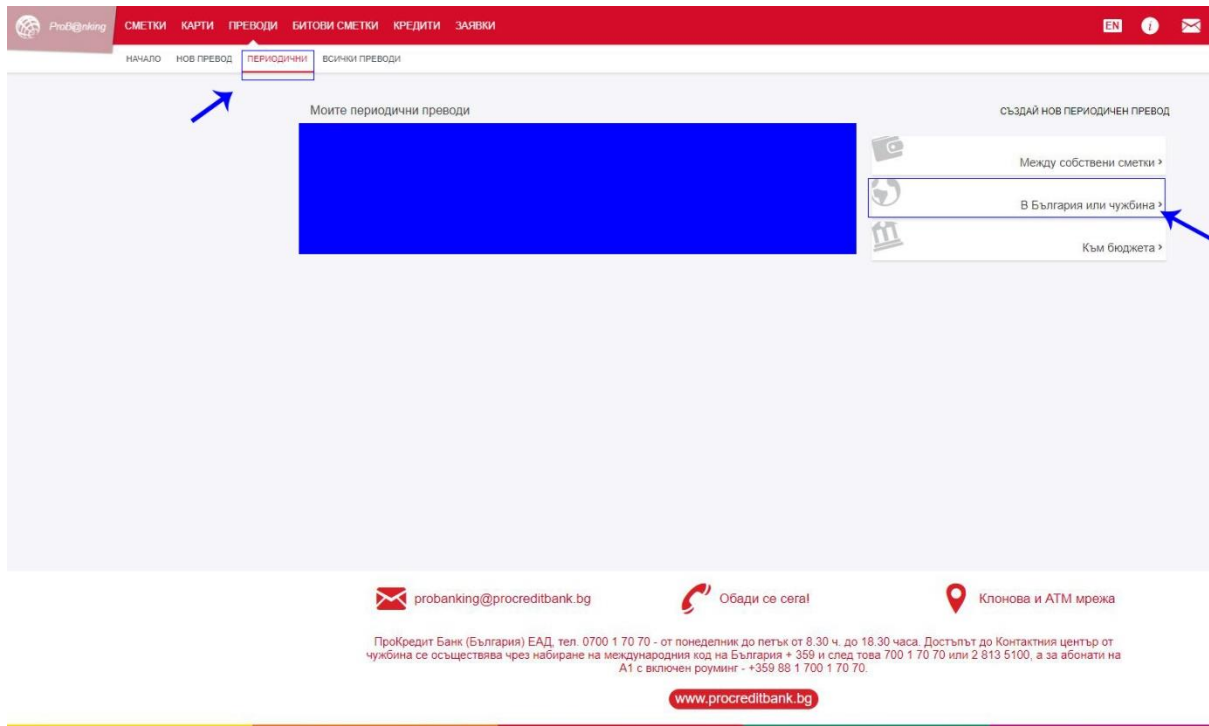 ProB@nking СМЕТКИ КАРТИ ПРЕВОДИ БИТОВИ СМЕТКИ КРЕДИТИ ЗАЯВКИ EN i
НАЧАЛО НОВ ПРЕВОД ПЕРИОДИЧНИ ВСИЧКИ ПРЕВОДИ
Моите периодични преводи
СЪЗДАЙ НОВ ПЕРИОДИЧЕН ПРЕВОД
Между собствени сметки >
В България или чужбина >
Към бюджета >
probanking@procreditbank.bg Обади се сега! Клонова и АТМ мрежа
ПроКредит Банк (България) ЕАД, тел. 0700 1 70 70 - от понеделник до петък от 8.30 ч. до 18.30 часа. Достъпът до Контактния център от
чужбина се осъществява чрез набиране на международния код на България + 359 и след това 700 1 70 70 или 2 813 5100, а за абонати на
А1 с включен роуминг - +359 88 1 700 1 70 70.
www.procreditbank.bg